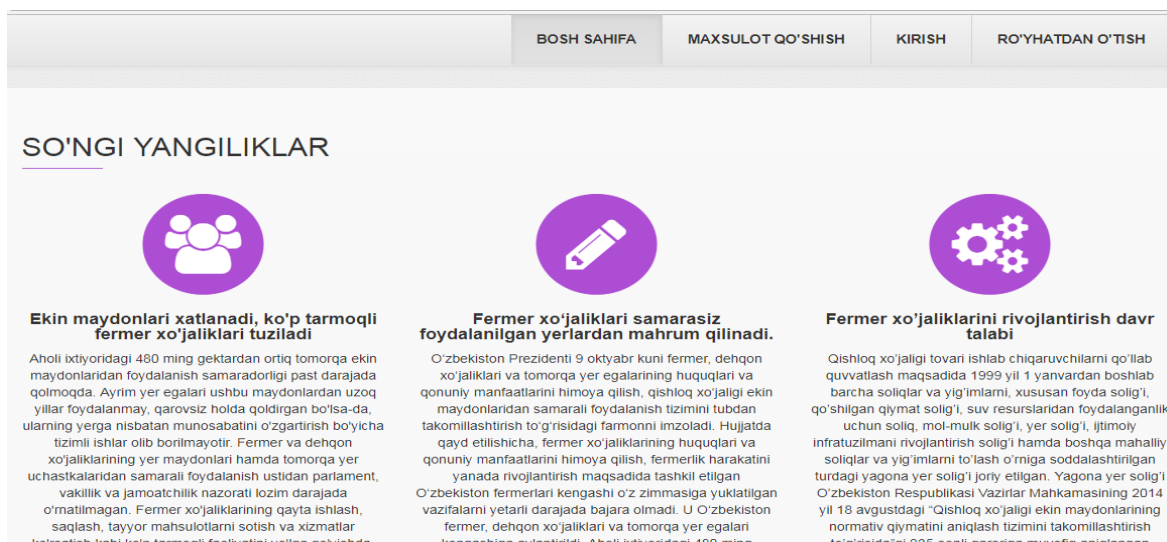 BOSH SAHIFA
MAXSULOT QO'SHISH
KIRISH
RO'YHATDAN O'TISH
SO'NGI YANGILIKLAR
Ekin maydonlari xatlanadi, ko'p tarmoqli
fermer xo'jaliklari tuziladi
Aholi ixtiyoridagi 480 ming gektardan ortiq tomorqa ekin
maydonlaridan foydalanish samaradorligi past darajada
qolmoqda. Ayrim yer egalari ushbu maydonlardan uzoq
yillar foydalanmay, qarovsiz holda qoldirgan bo'lsa-da,
ularning yerga nisbatan munosabatini o'zgartirish bo'yicha
tizimli ishlar olib borilmayotir. Fermer va dehqon
xo'jaliklarining yer maydonlari hamda tomorqa yer
uchastkalaridan samarali foydalanish ustidan parlament,
vakillik va jamoatchilik nazorati lozim darajada
o'rnatilmagan. Fermer xo'jaliklarining qayta ishlash,
saqlash, tayyor mahsulotlarni sotish va xizmatlar
Fermer xo‘jaliklari samarasiz
foydalanilgan yerlardan mahrum qilinadi.
O‘zbekiston Prezidenti 9 oktyabr kuni fermer, dehqon
xo‘jaliklari va tomorqa yer egalarining huquqlari va
qonuniy manfaatlarini himoya qilish, qishloq xo‘jaligi ekin
maydonlaridan samarali foydalanish tizimini tubdan
takomillashtirish to‘g‘risidagi farmonni imzoladi. Hujjatda
qayd etilishicha, fermer xo‘jaliklarining huquqlari va
qonuniy manfaatlarini himoya qilish, fermerlik harakatini
yanada rivojlantirish maqsadida tashkil etilgan
O‘zbekiston fermerlari kengashi o‘z zimmasiga yuklatilgan
vazifalarni yetarli darajada bajara olmadi. U O‘zbekiston
fermer, dehqon xo‘jaliklari va tomorqa yer egalari
Fermer xo’jaliklarini rivojlantirish davr
talabi
Qishloq xo’jaligi tovari ishlab chiqaruvchilarni qo’llab
quvvatlash maqsadida 1999 yil 1 yanvardan boshlab
barcha soliqlar va yig’imlarni, xususan foyda solig’i,
qo’shilgan qiymat solig’i, suv resurslaridan foydalanganlik
uchun soliq, mol-mulk solig’i, yer solig’i, ijtimoiy
infratuzilmani rivojlantirish solig’i hamda boshqa mahalliy
soliqlar va yig’imlarni to’lash o’rniga soddalashtirilgan
turdagi yagona yer solig’i joriy etilgan. Yagona yer solig’i
O’zbekiston Respublikasi Vazirlar Mahkamasining 2014
yil 18 avgustdagi “Qishloq xo’jaligi ekin maydonlarining
normativ qiymatini aniqlash tizimini takomillashtirish